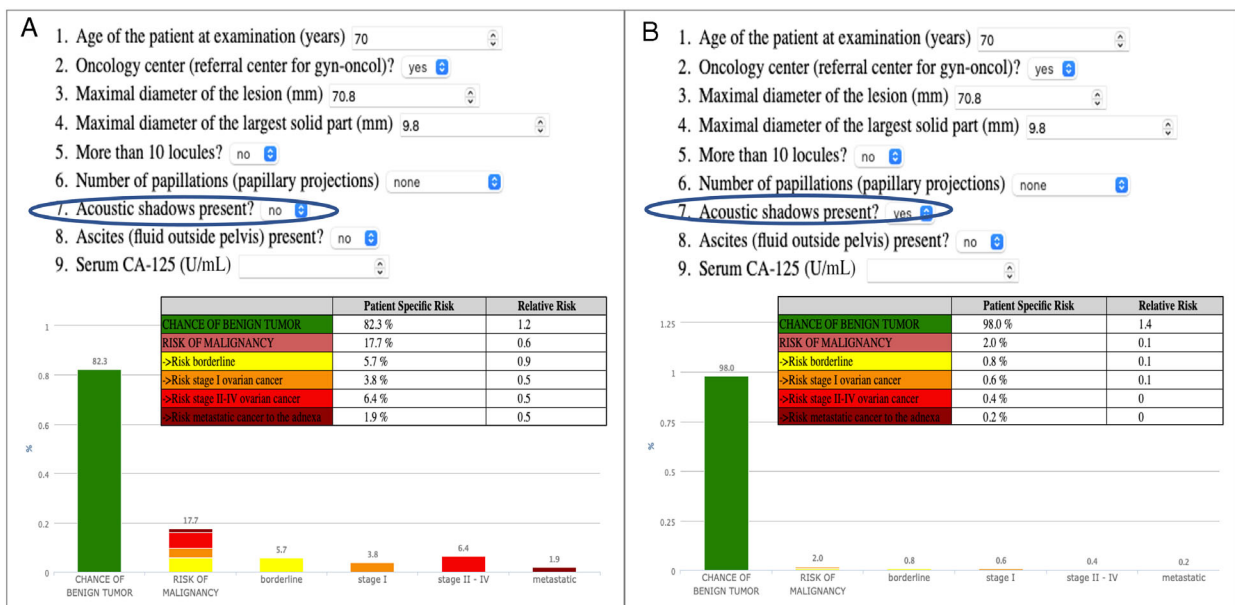 A
1. Age of the patient at examination (years) 70
2. Oncology center (referral center for gyn-oncol)? yes
3. Maximal diameter of the lesion (mm) 70.8
4. Maximal diameter of the largest solid part (mm) 9.8
5. More than 10 locules? no
6. Number of papillations (papillary projections) none
7. Acoustic shadows present? no
8. Ascites (fluid outside pelvis) present? no
9. Serum CA-125 (U/mL)
Patient Specific Risk Relative Risk
CHANCE OF BENIGN TUMOR 82.3 % 1.2
RISK OF MALIGNANCY 17.7 % 0.6
->Risk borderline 5.7 % 0.9
->Risk stage I ovarian cancer 3.8 % 0.5
->Risk stage II-IV ovarian cancer 6.4 % 0.5
->Risk metastatic cancer to the adnexa 1.9 % 0.5
1
0.8
0.6
0.4
0.2
0
%
82.3
17.7
5.7
3.8
6.4
1.9
CHANCE OF BENIGN TUMOR
RISK OF MALIGNANCY
borderline
stage I
stage II - IV
metastatic
B
1. Age of the patient at examination (years) 70
2. Oncology center (referral center for gyn-oncol)? yes
3. Maximal diameter of the lesion (mm) 70.8
4. Maximal diameter of the largest solid part (mm) 9.8
5. More than 10 locules? no
6. Number of papillations (papillary projections) none
7. Acoustic shadows present? yes
8. Ascites (fluid outside pelvis) present? no
9. Serum CA-125 (U/mL)
Patient Specific Risk Relative Risk
CHANCE OF BENIGN TUMOR 98.0 % 1.4
RISK OF MALIGNANCY 2.0 % 0.1
->Risk borderline 0.8 % 0.1
->Risk stage I ovarian cancer 0.6 % 0.1
->Risk stage II-IV ovarian cancer 0.4 % 0
->Risk metastatic cancer to the adnexa 0.2 % 0
1.25
1
0.75
0.5
0.25
0
%
98.0
2.0
0.8
0.6
0.4
0.2
CHANCE OF BENIGN TUMOR
RISK OF MALIGNANCY
borderline
stage I
stage II - IV
metastatic